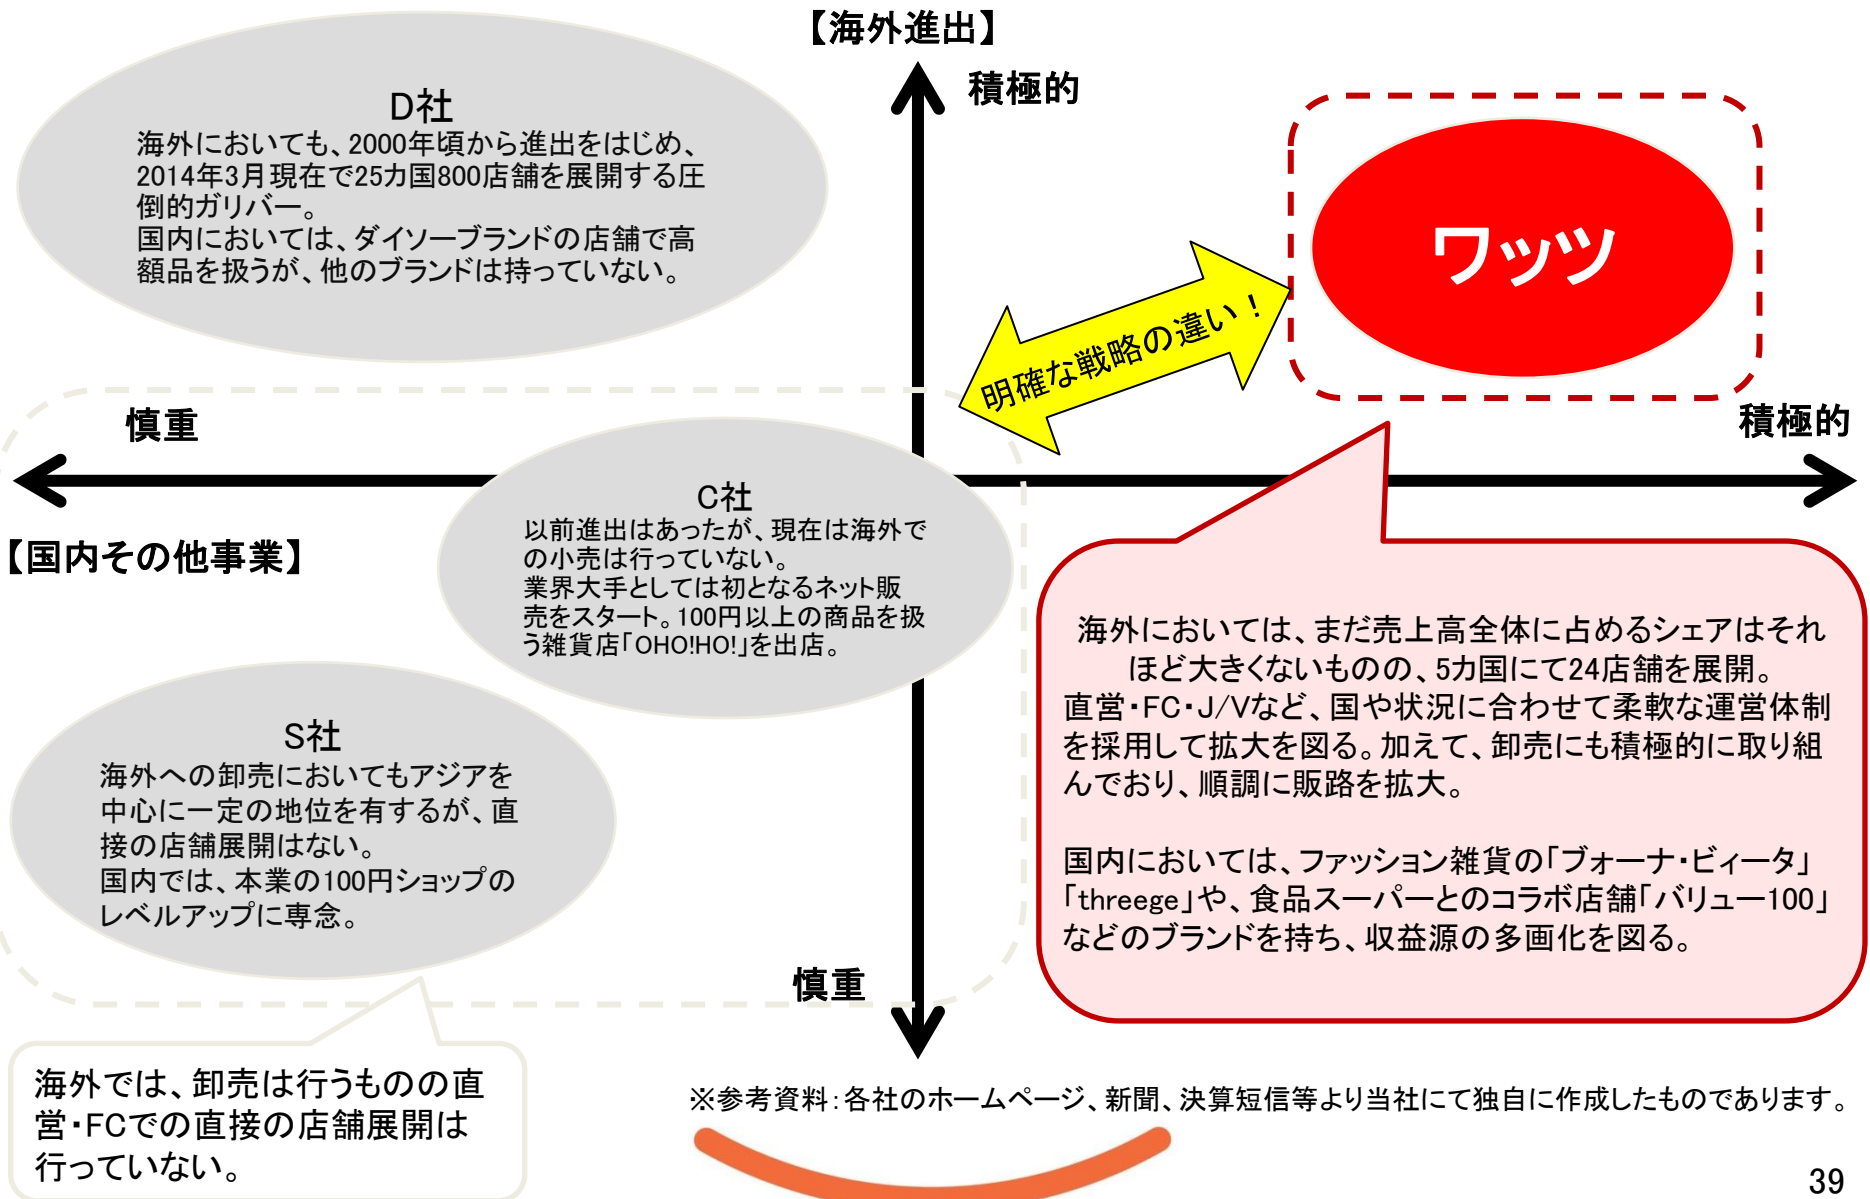 【海外進出】
積極的
D社
海外においても、2000年頃から進出をはじめ、
2014年3月現在で25カ国800店舗を展開する圧
倒的ガリバー。
国内においては、ダイソーブランドの店舗で高
額品を扱うが、他のブランドは持っていない。
ワッツ
明確な戦略の違い！
慎重
積極的
【国内その他事業】
C社
以前進出はあったが、現在は海外で
の小売は行っていない。
業界大手としては初となるネット販
売をスタート。100円以上の商品を扱
う雑貨店「OHO!HO!」を出店。
S社
海外への卸売においてもアジアを
中心に一定の地位を有するが、直
接の店舗展開はない。
国内では、本業の100円ショップの
レベルアップに専念。
海外においては、まだ売上高全体に占めるシェアはそれ
ほど大きくないものの、5カ国にて24店舗を展開。
直営・FC・J/Vなど、国や状況に合わせて柔軟な運営体制
を採用して拡大を図る。加えて、卸売にも積極的に取り組
んでおり、順調に販路を拡大。
国内においては、ファッション雑貨の「ブォーナ・ビィータ」
「threege」や、食品スーパーとのコラボ店舗「バリュー100」
などのブランドを持ち、収益源の多画化を図る。
慎重
海外では、卸売は行うものの直
営・FCでの直接の店舗展開は
行っていない。
※参考資料：各社のホームページ、新聞、決算短信等より当社にて独自に作成したものであります。
39